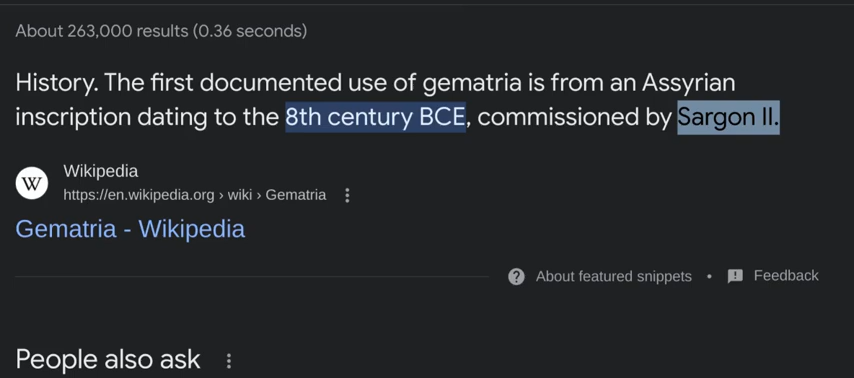 About 263,000 results (0.36 seconds)
History. The first documented use of gematria is from an Assyrian
inscription dating to the 8th century BCE, commissioned by Sargon II.
W
Wikipedia
https://en.wikipedia.org › wiki › Gematria
Gematria - Wikipedia
About featured snippets • Feedback
People also ask